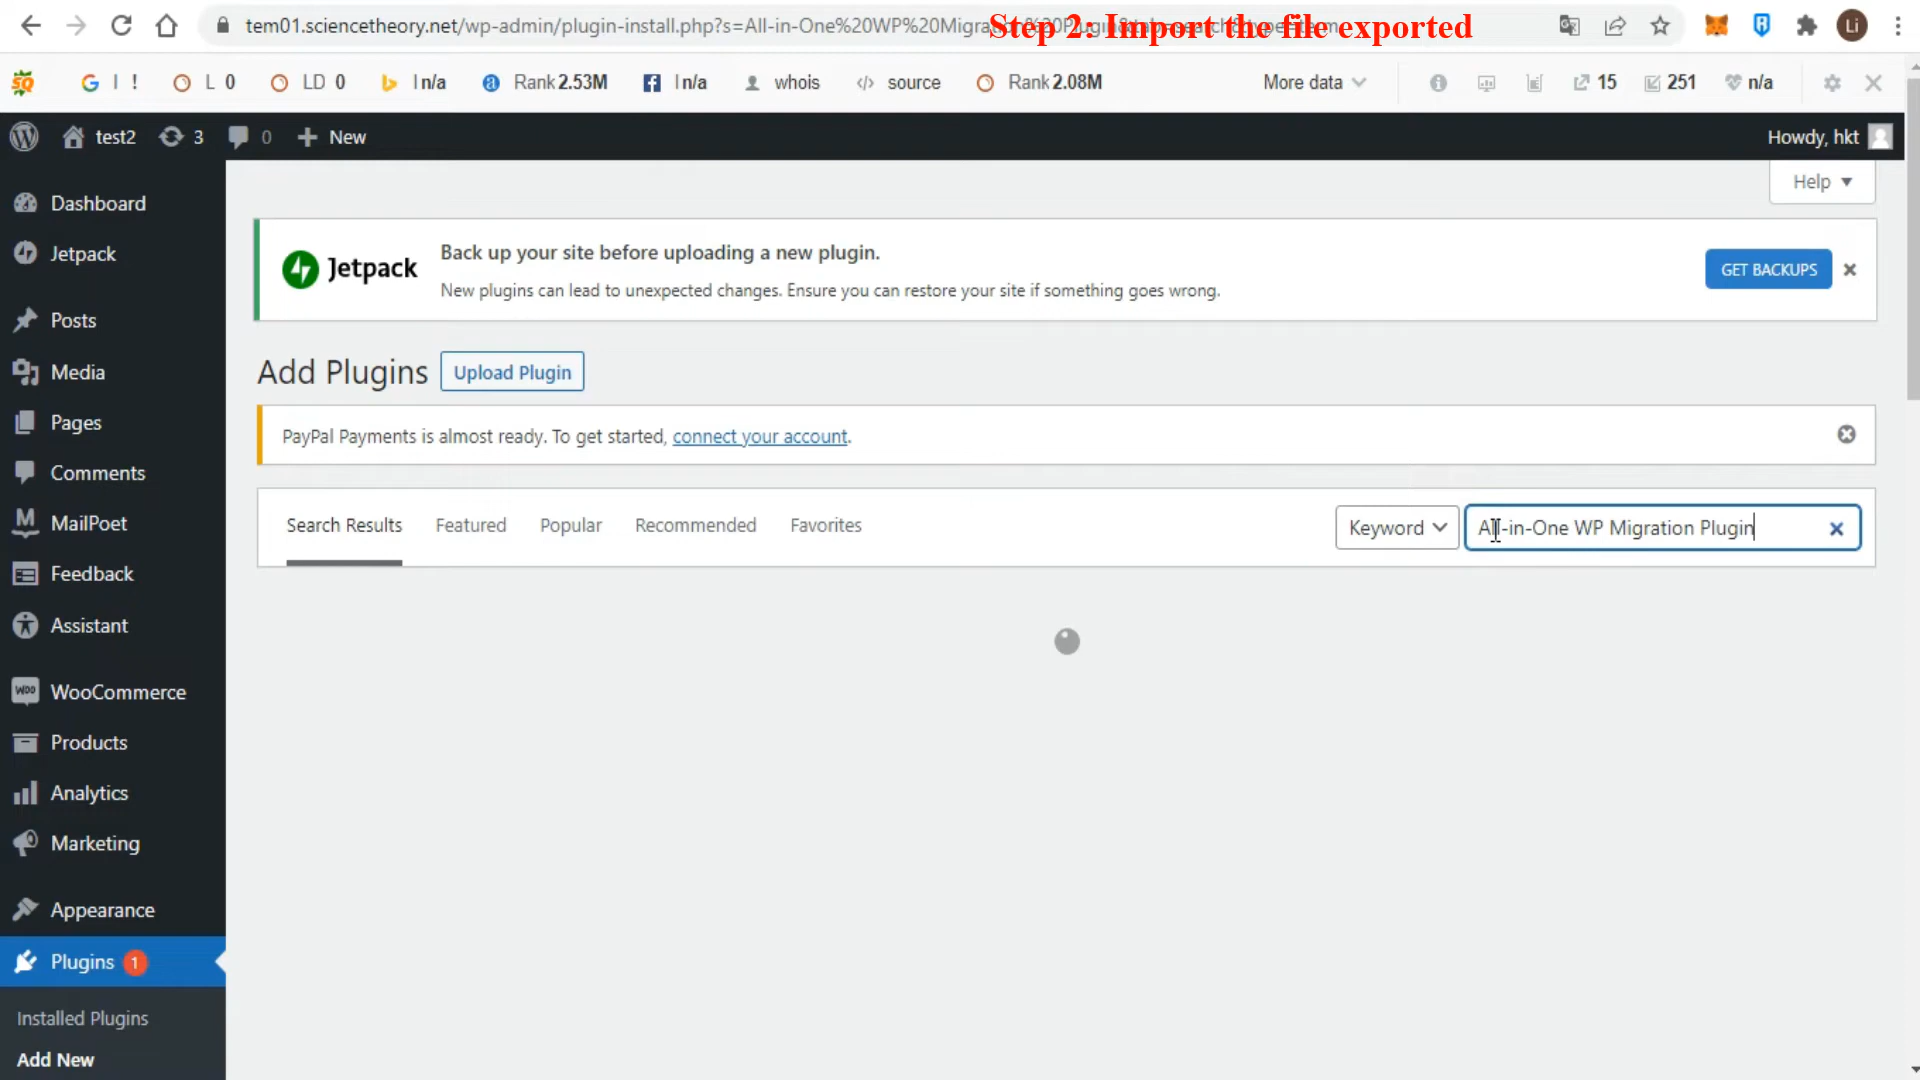 tem01.sciencetheory.net/wp-admin/plugin-install.php?s=All-in-One%20WP%20Migra
Step 2: Import the file exported
Li
SQ
G I !
L 0
LD 0
I n/a
a Rank 2.53M
I n/a
whois
</> source
Rank 2.08M
More data
15
251
n/a
test2
3
0
+ New
Howdy, hkt
Help
Dashboard
Jetpack
Posts
Media
Pages
Comments
MailPoet
Feedback
Assistant
WooCommerce
Products
Analytics
Marketing
Appearance
Plugins 1
Installed Plugins
Add New
Jetpack
Back up your site before uploading a new plugin.
New plugins can lead to unexpected changes. Ensure you can restore your site if something goes wrong.
GET BACKUPS
Add Plugins
Upload Plugin
PayPal Payments is almost ready. To get started, connect your account.
Search Results
Featured
Popular
Recommended
Favorites
Keyword
All-in-One WP Migration Plugin